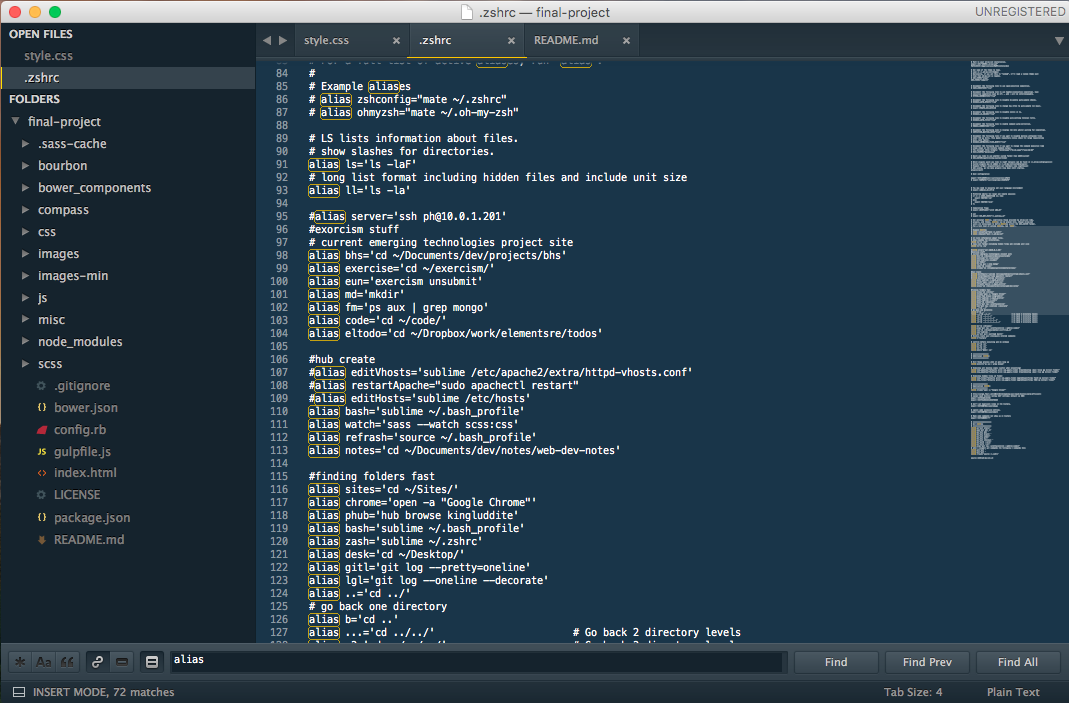 .zshrc — final-project
UNREGISTERED
OPEN FILES
style.css
.zshrc
FOLDERS
final-project
.sass-cache
bourbon
bower_components
compass
css
images
images-min
js
misc
node_modules
scss
.gitignore
bower.json
config.rb
gulpfile.js
index.html
LICENSE
package.json
README.md
style.css ×
.zshrc ×
README.md ×
84 #
85 # Example aliases
86 # alias zshconfig="mate ~/.zshrc"
87 # alias ohmyzsh="mate ~/.oh-my-zsh"
88
89 # LS lists information about files.
90 # show slashes for directories.
91 alias ls='ls -laF'
92 # long list format including hidden files and include unit size
93 alias ll='ls -la'
94
95 #alias server='ssh ph@10.0.1.201'
96 #exorcism stuff
97 # current emerging technologies project site
98 alias bhs='cd ~/Documents/dev/projects/bhs'
99 alias exercise='cd ~/exercism/'
100 alias eun='exercism unsubmit'
101 alias md='mkdir'
102 alias fm='ps aux | grep mongo'
103 alias code='cd ~/code/'
104 alias eltodo='cd ~/Dropbox/work/elementsre/todos'
105
106 #hub create
107 #alias editVhosts='sublime /etc/apache2/extra/httpd-vhosts.conf'
108 #alias restartApache="sudo apachectl restart"
109 #alias editHosts='sublime /etc/hosts'
110 alias bash='sublime ~/.bash_profile'
111 alias watch='sass --watch scss:css'
112 alias refrash='source ~/.bash_profile'
113 alias notes='cd ~/Documents/dev/notes/web-dev-notes'
114
115 #finding folders fast
116 alias sites='cd ~/Sites/'
117 alias chrome='open -a "Google Chrome"'
118 alias phub='hub browse kingluddite'
119 alias bash='sublime ~/.bash_profile'
120 alias zash='sublime ~/.zshrc'
121 alias desk='cd ~/Desktop/'
122 alias gitl='git log --pretty=oneline'
123 alias lgl='git log --oneline --decorate'
124 alias ..='cd ../'
125 # go back one directory
126 alias b='cd ..'
127 alias ...='cd ../../' # Go back 2 directory levels
Aa
alias
Find
Find Prev
Find All
INSERT MODE, 72 matches
Tab Size: 4
Plain Text